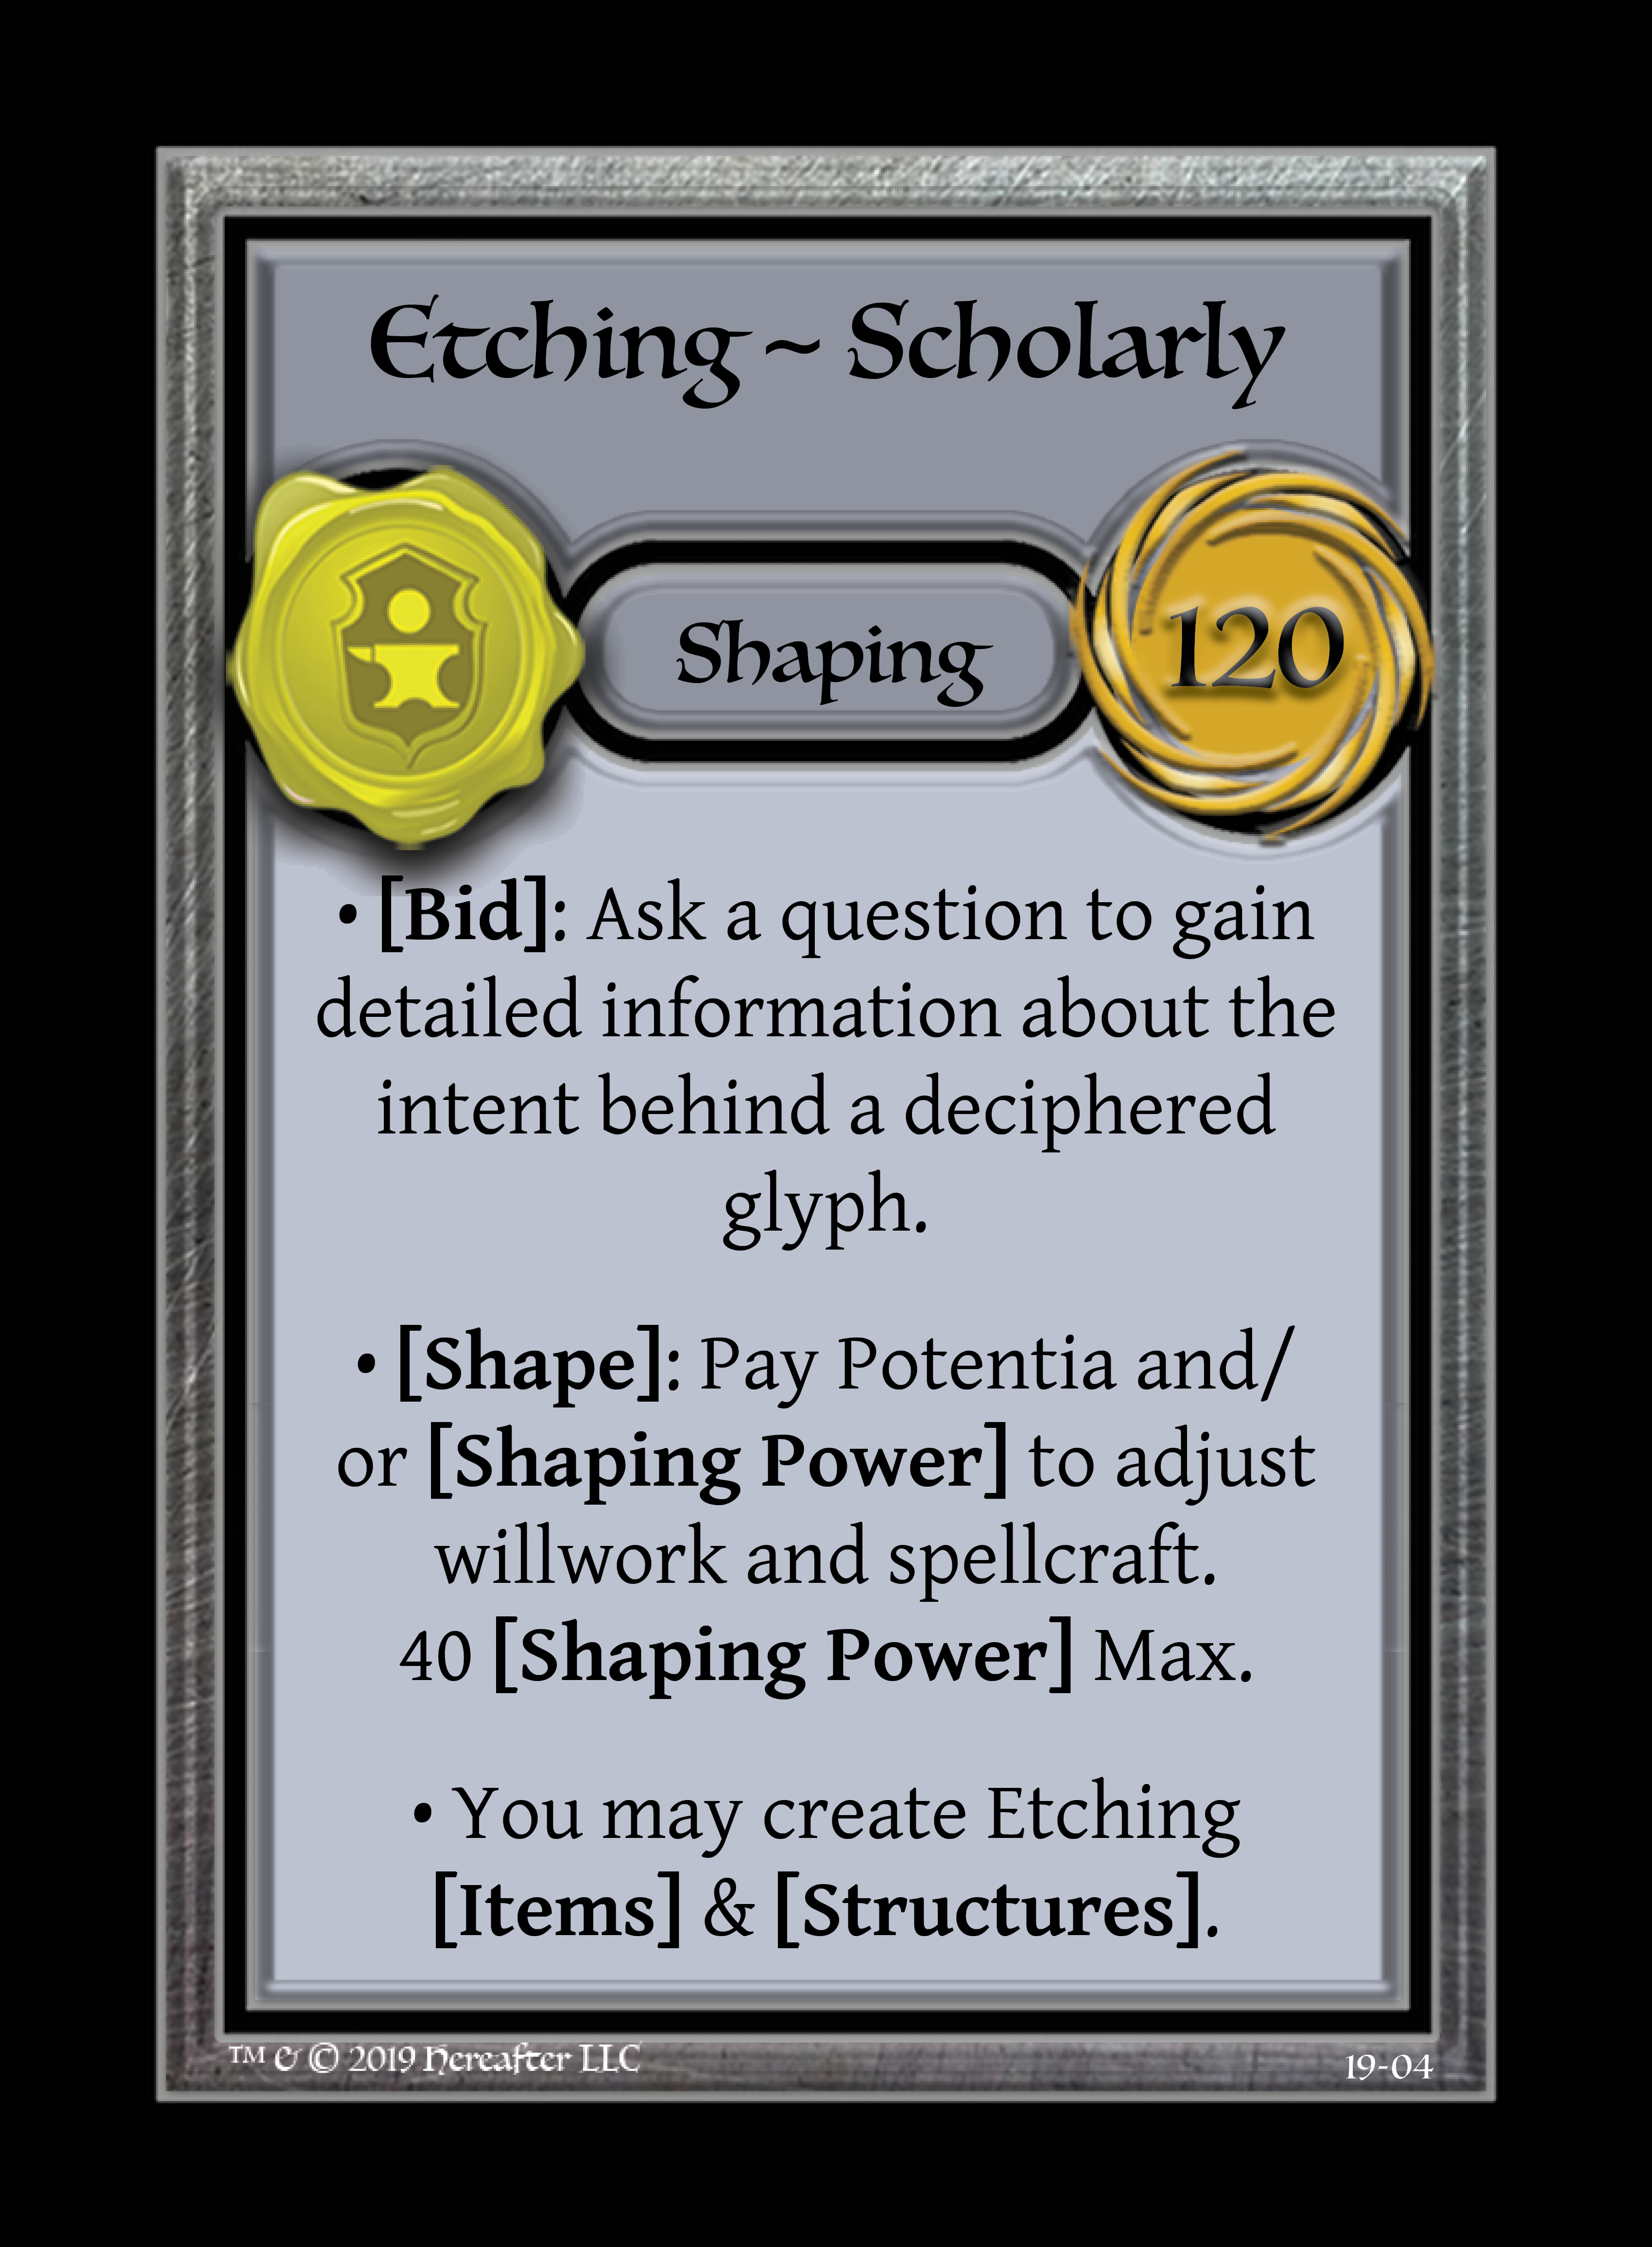 Etching ~ Scholarly
Shaping
120
• [Bid]: Ask a question to gain
detailed information about the
intent behind a deciphered
glyph.
• [Shape]: Pay Potentia and/
or [Shaping Power] to adjust
willwork and spellcraft.
40 [Shaping Power] Max.
• You may create Etching
[Items] & [Structures].
™ & © 2019 Hereafter LLC
19-04